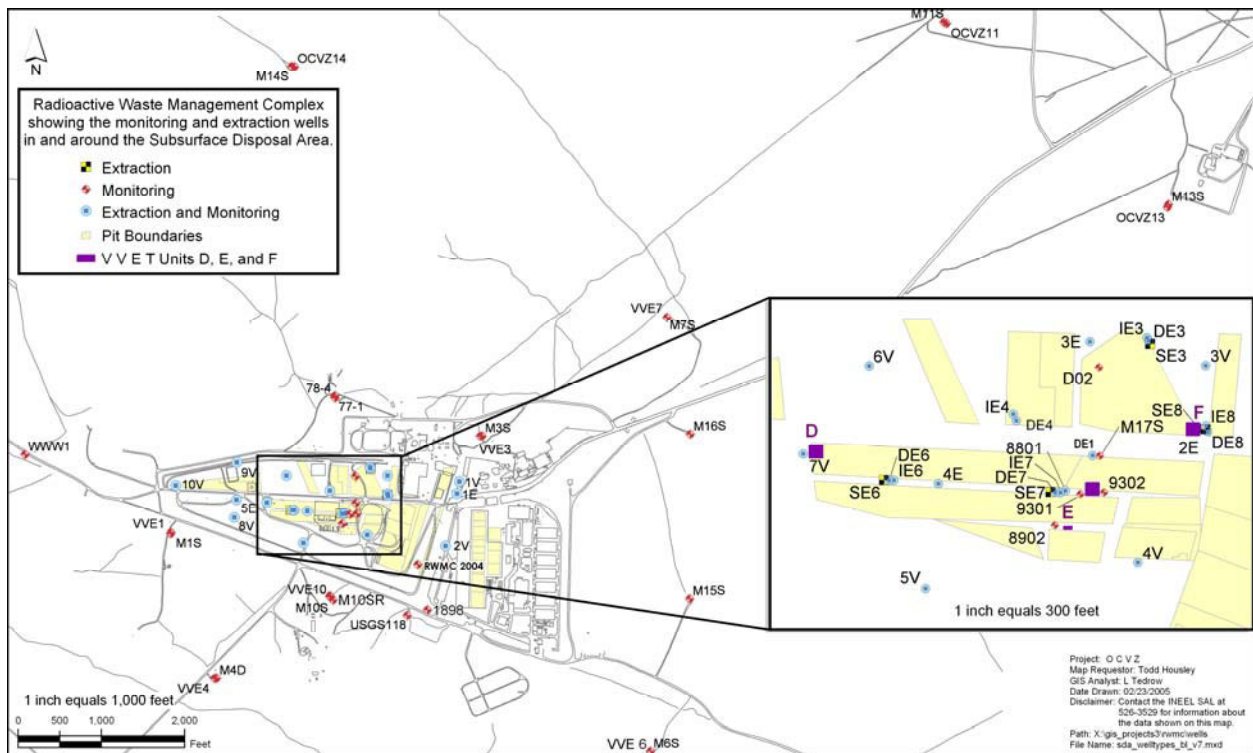 M11S
OCVZ11
OCVZ14
M14S
N
Radioactive Waste Management Complex
showing the monitoring and extraction wells
in and around the Subsurface Disposal Area.
Extraction
Monitoring
Extraction and Monitoring
Pit Boundaries
V V E T Units D, E, and F
M13S
OCVZ13
VVE7
M7S
78-4
77-1
M3S
VVE3
M16S
WWW1
9V
10V
5E
8V
1V
1E
2V
VVE1
M1S
RWMC 2004
VVE10
M10S
M10SR
1898
USGS118
M15S
M4D
VVE4
VVE 6
M6S
6V
3E
IE3
DE3
SE3
3V
D02
IE4
DE4
SE8
F
IE8
DE8
2E
M17S
DE1
8801
D
7V
DE6
IE6
SE6
4E
IE7
DE7
SE7
9302
9301
E
8902
4V
5V
1 inch equals 300 feet
1 inch equals 1,000 feet
0 500 1,000 2,000
Feet
Project: O C V Z
Map Requestor: Todd Housley
GIS Analyst: L Tedrow
Date Drawn: 02/23/2005
Disclaimer: Contact the INEEL SAL at
526-3529 for information about
the data shown on this map.
Path: X:\gis_projects3\rwmc\wells
File Name: sda_welltypes_bl_v7.mxd